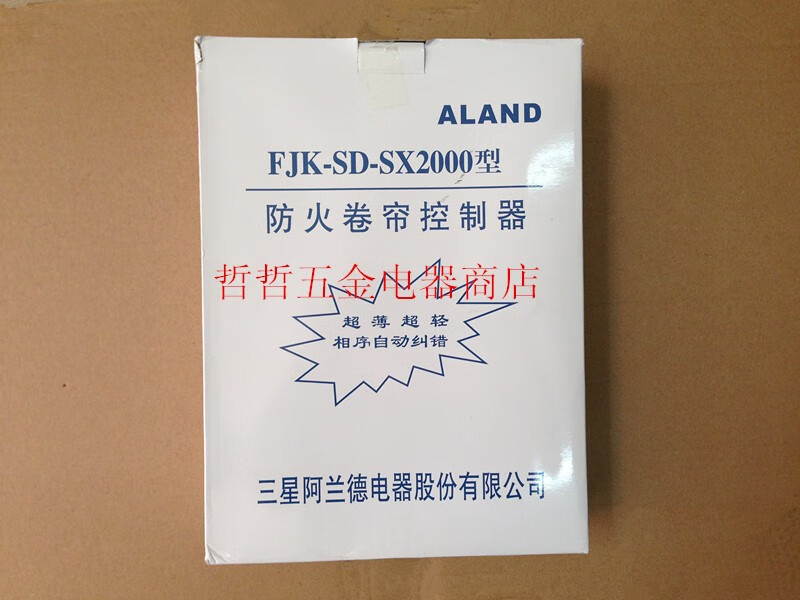 ALAND
FJK-SD-SX2000型
防火卷帘控制器
哲哲五金电器商店
超薄超轻
相序自动纠错
三星阿兰德电器股份有限公司